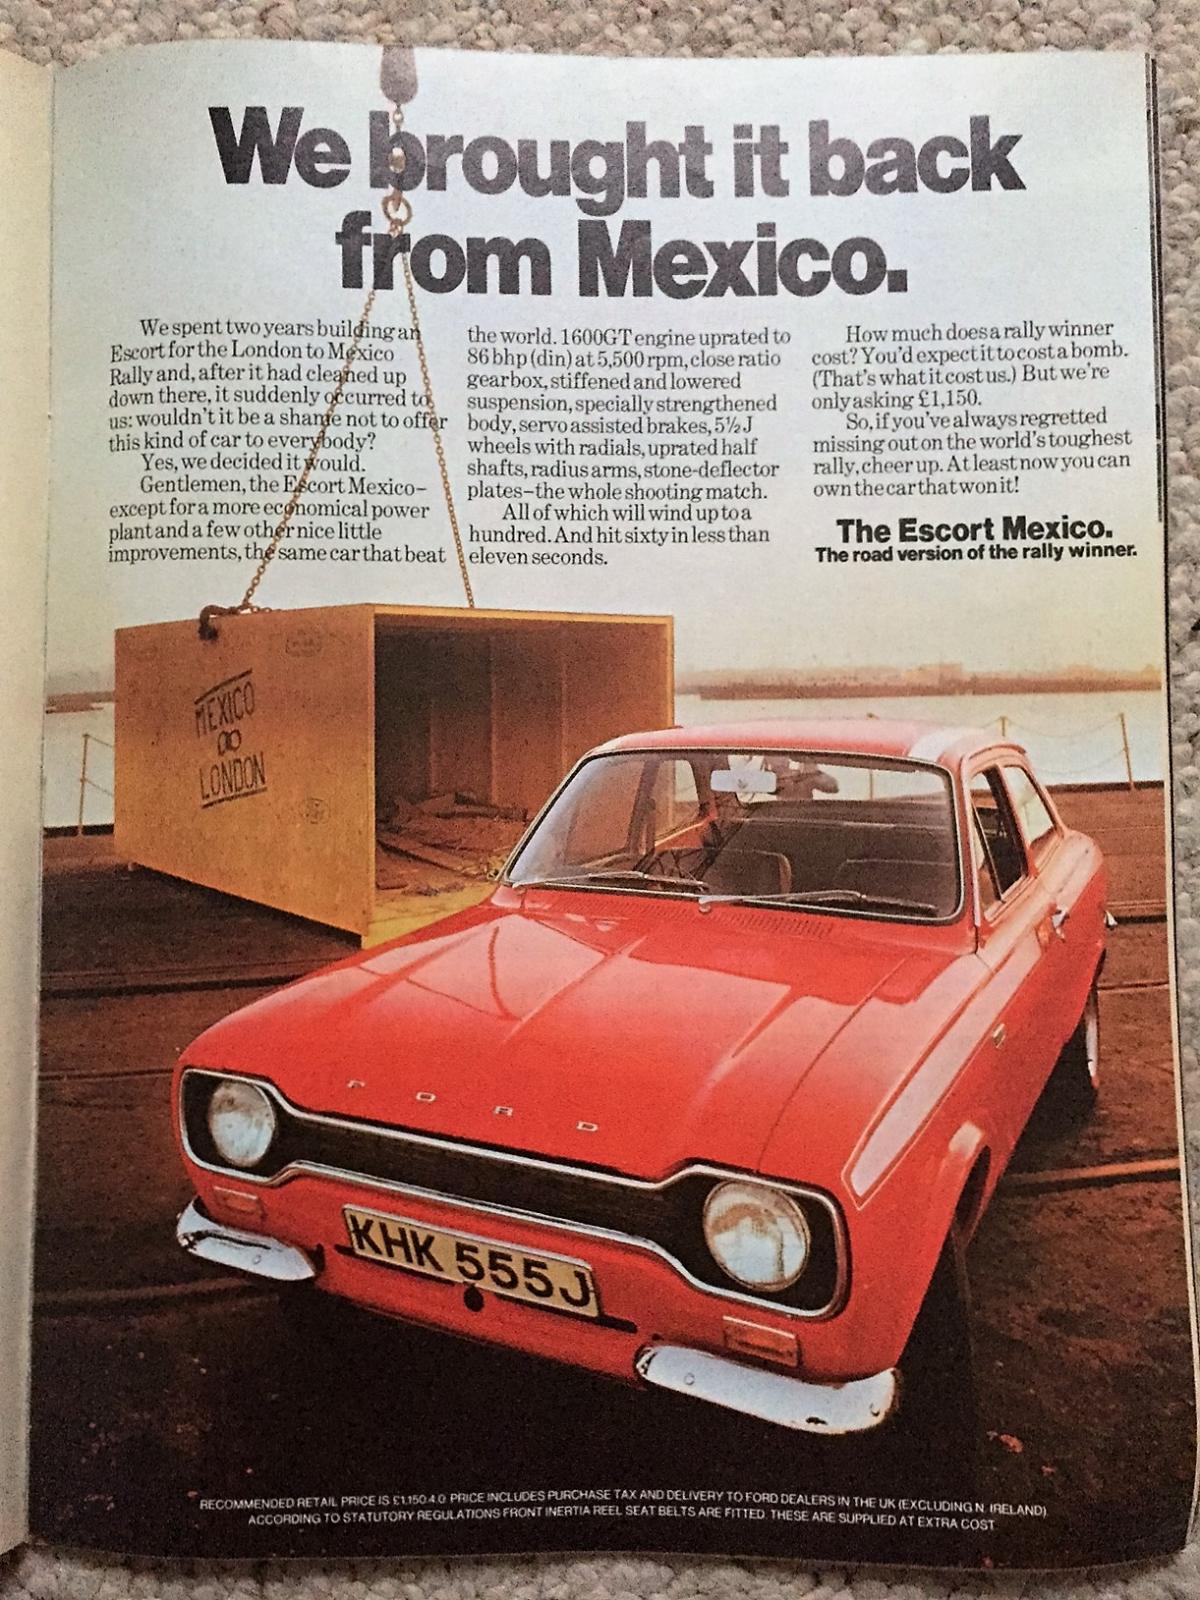 We brought it back
from Mexico.
We spent two years building an
Escort for the London to Mexico
Rally and, after it had cleaned up
down there, it suddenly occurred to
us: wouldn't it be a shame not to offer
this kind of car to everybody?
Yes, we decided it would.
Gentlemen, the Escort Mexico–
except for a more economical power
plant and a few other nice little
improvements, the same car that beat
the world. 1600GT engine uprated to
86 bhp (din) at 5,500 rpm, close ratio
gearbox, stiffened and lowered
suspension, specially strengthened
body, servo assisted brakes, 5½ J
wheels with radials, uprated half
shafts, radius arms, stone-deflector
plates–the whole shooting match.
All of which will wind up to a
hundred. And hit sixty in less than
eleven seconds.
How much does a rally winner
cost? You'd expect it to cost a bomb.
(That's what it cost us.) But we're
only asking £1,150.
So, if you've always regretted
missing out on the world's toughest
rally, cheer up. At least now you can
own the car that won it!
The Escort Mexico.
The road version of the rally winner.
MEXICO
LONDON
FORD
KHK 555J
RECOMMENDED RETAIL PRICE IS £1,150.4.0. PRICE INCLUDES PURCHASE TAX AND DELIVERY TO FORD DEALERS IN THE UK (EXCLUDING N. IRELAND).
ACCORDING TO STATUTORY REGULATIONS FRONT INERTIA REEL SEAT BELTS ARE FITTED. THESE ARE SUPPLIED AT EXTRA COST.